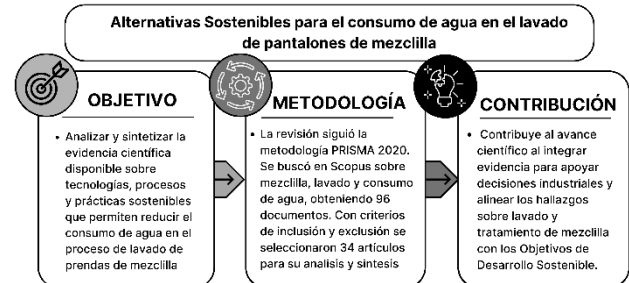 Alternativas Sostenibles para el consumo de agua en el lavado
de pantalones de mezclilla
OBJETIVO
• Analizar y sintetizar la
evidencia científica
disponible sobre
tecnologías, procesos
y prácticas sostenibles
que permiten reducir el
consumo de agua en el
proceso de lavado de
prendas de mezclilla
METODOLOGÍA
• La revisión siguió la
metodología PRISMA 2020.
Se buscó en Scopus sobre
mezclilla, lavado y consumo
de agua, obteniendo 96
documentos. Con criterios
de inclusión y exclusión se
seleccionaron 34 artículos
para su analisis y sintesis
CONTRIBUCIÓN
• Contribuye al avance
científico al integrar
evidencia para apoyar
decisiones industriales y
alinear los hallazgos
sobre lavado y
tratamiento de mezclilla
con los Objetivos de
Desarrollo Sostenible.